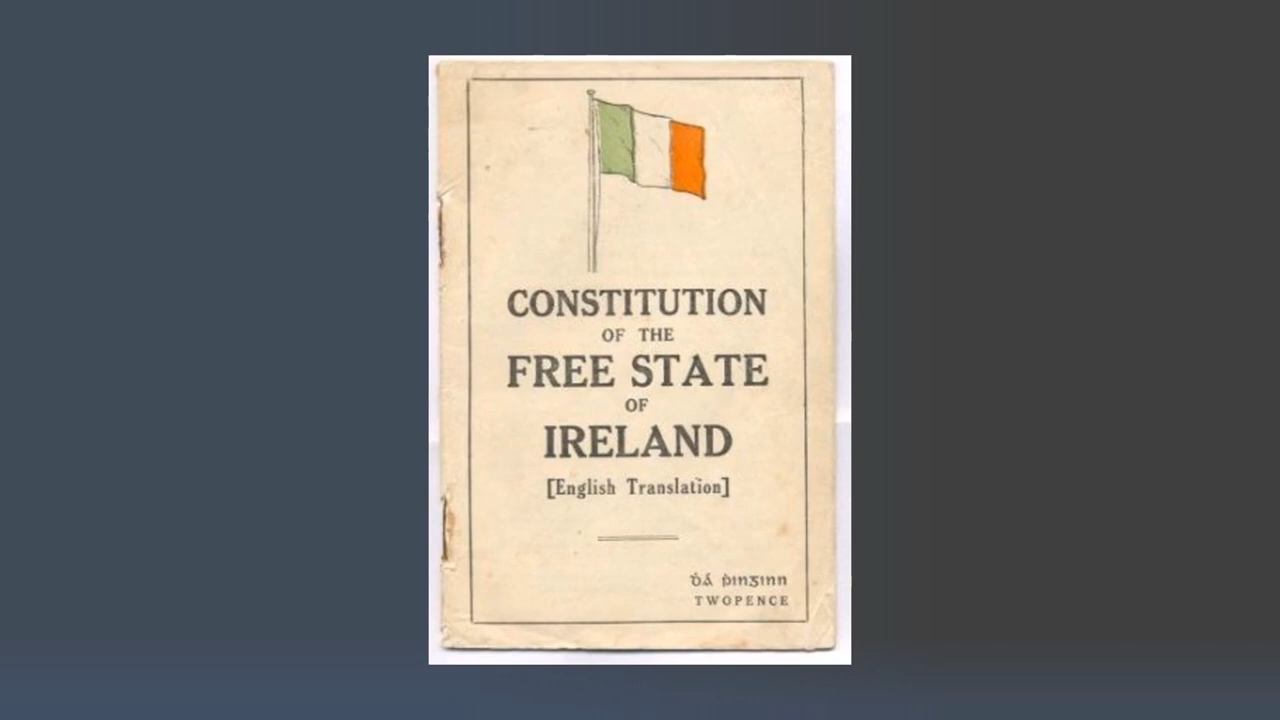 CONSTITUTION
OF THE
FREE STATE
OF
IRELAND
[English Translation]
ḋá ṗinginn
TWOPENCE